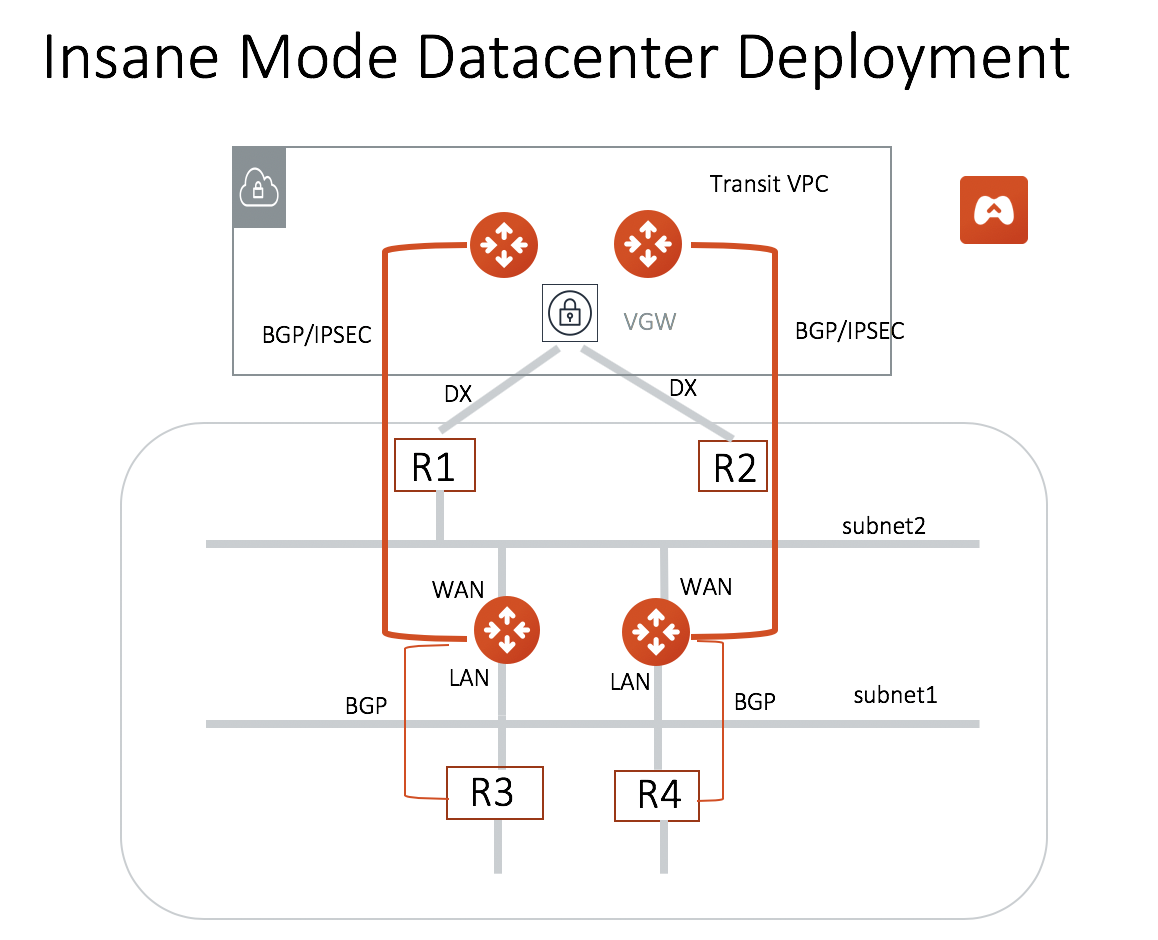 Insane Mode Datacenter Deployment
Transit VPC
VGW
BGP/IPSEC
BGP/IPSEC
DX
DX
R1
R2
subnet2
WAN
WAN
LAN
LAN
subnet1
BGP
BGP
R3
R4